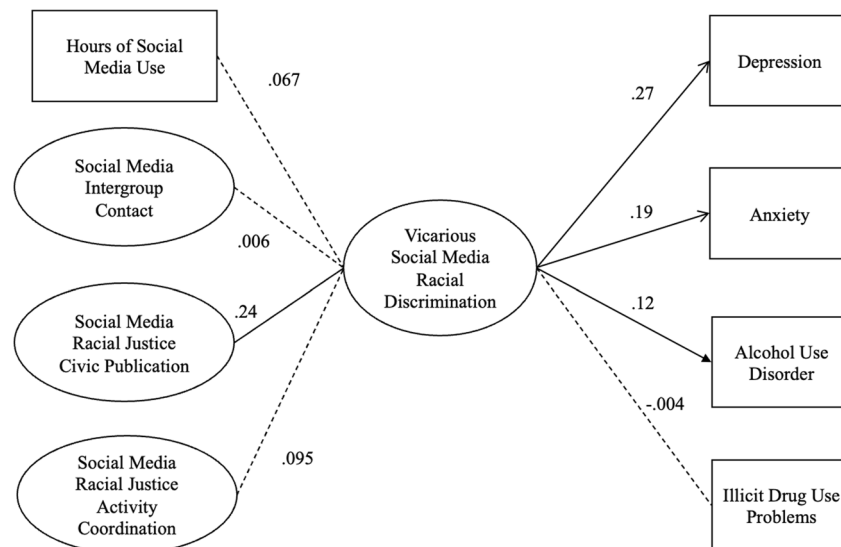 Hours of Social
Media Use
.067
Social Media
Intergroup
Contact
.006
Social Media
Racial Justice
Civic Publication
.24
Social Media
Racial Justice
Activity
Coordination
.095
Vicarious
Social Media
Racial
Discrimination
.27
Depression
.19
Anxiety
.12
Alcohol Use
Disorder
-.004
Illicit Drug Use
Problems